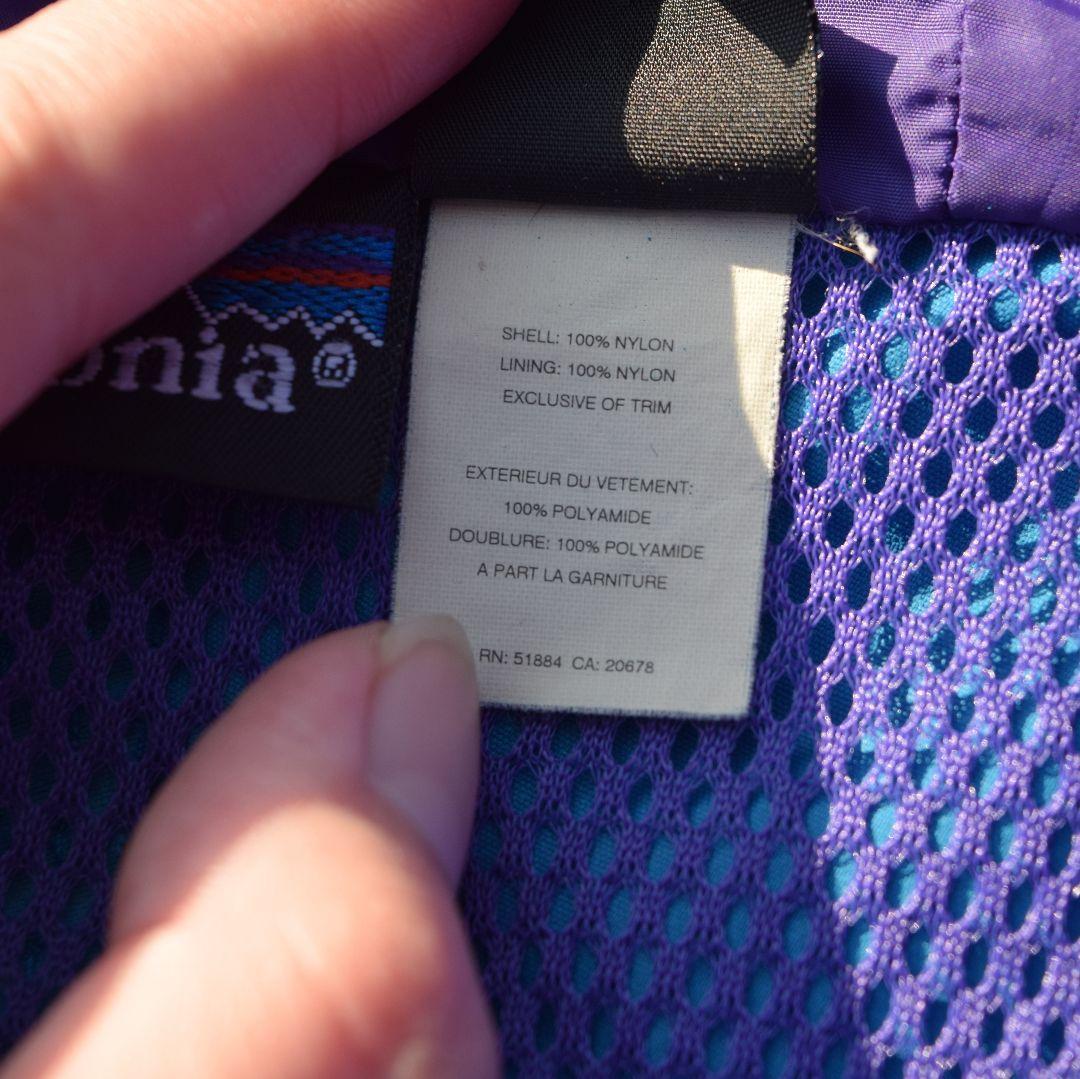 onia®
SHELL: 100% NYLON
LINING: 100% NYLON
EXCLUSIVE OF TRIM
EXTERIEUR DU VETEMENT:
100% POLYAMIDE
DOUBLURE: 100% POLYAMIDE
A PART LA GARNITURE
RN: 51884 CA: 20678